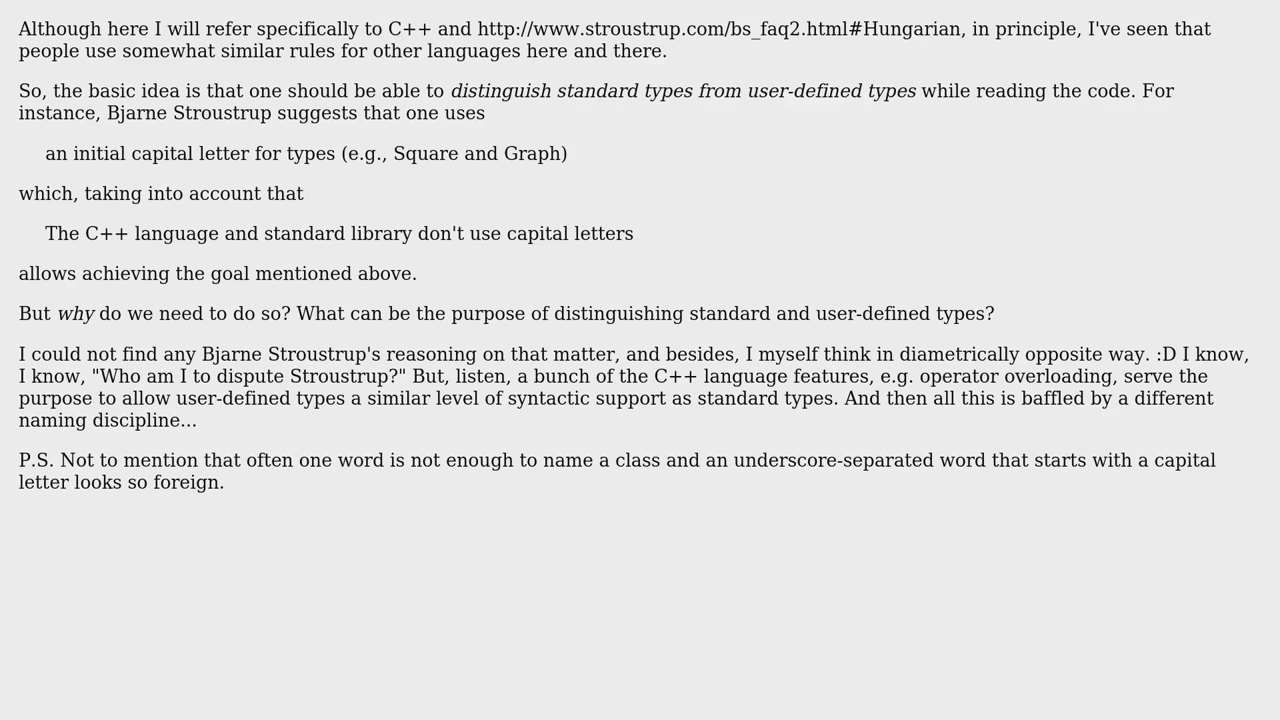 Although here I will refer specifically to C++ and http://www.stroustrup.com/bs_faq2.html#Hungarian, in principle, I've seen that
people use somewhat similar rules for other languages here and there.
So, the basic idea is that one should be able to distinguish standard types from user-defined types while reading the code. For
instance, Bjarne Stroustrup suggests that one uses
an initial capital letter for types (e.g., Square and Graph)
which, taking into account that
The C++ language and standard library don't use capital letters
allows achieving the goal mentioned above.
But why do we need to do so? What can be the purpose of distinguishing standard and user-defined types?
I could not find any Bjarne Stroustrup's reasoning on that matter, and besides, I myself think in diametrically opposite way. :D I know,
I know, "Who am I to dispute Stroustrup?" But, listen, a bunch of the C++ language features, e.g. operator overloading, serve the
purpose to allow user-defined types a similar level of syntactic support as standard types. And then all this is baffled by a different
naming discipline...
P.S. Not to mention that often one word is not enough to name a class and an underscore-separated word that starts with a capital
letter looks so foreign.